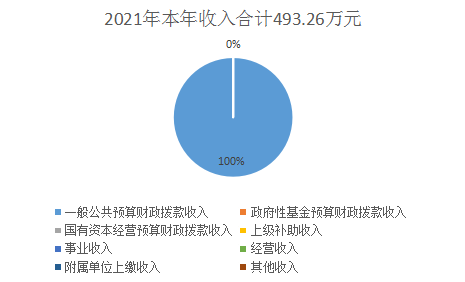 2021年本年收入合计493.26万元
0%
100%
一般公共预算财政拨款收入 政府性基金预算财政拨款收入
国有资本经营预算财政拨款收入 上级补助收入
事业收入 经营收入
附属单位上缴收入 其他收入